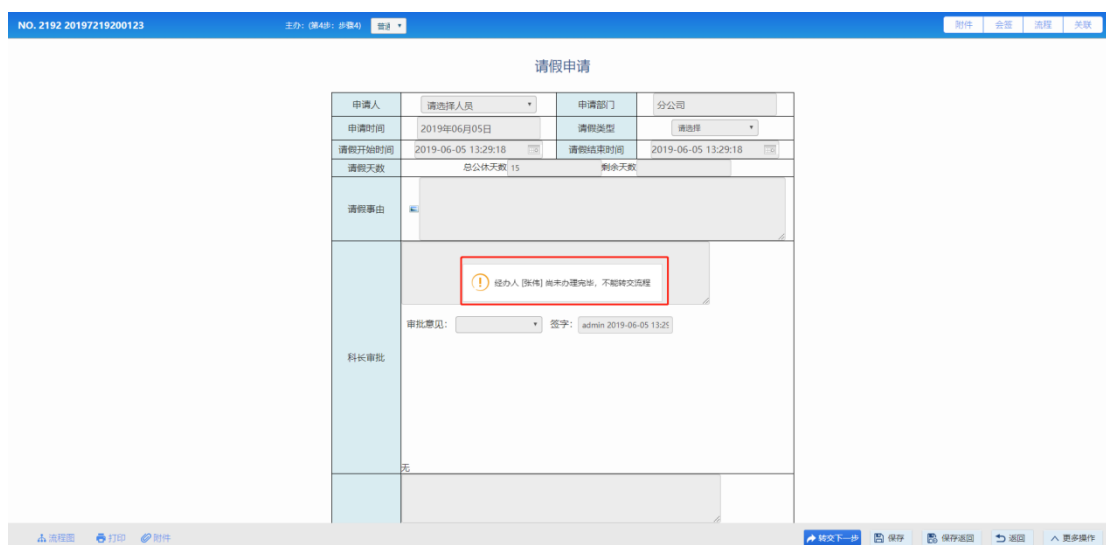 NO. 2192 20197219200123 主办: (第4步: 步骤4) 普通 附件 会签 流程 关联
请假申请
申请人 请选择人员 申请部门 分公司
申请时间 2019年06月05日 请假类型 请选择
请假开始时间 2019-06-05 13:29:18 请假结束时间 2019-06-05 13:29:18
请假天数 总公休天数 15 剩余天数
请假事由
经办人 [张伟] 尚未办理完毕，不能转交流程
审批意见: 签字: admin 2019-06-05 13:29
科长审批
无
流程图 打印 附件 转交下一步 保存 保存返回 返回 更多操作